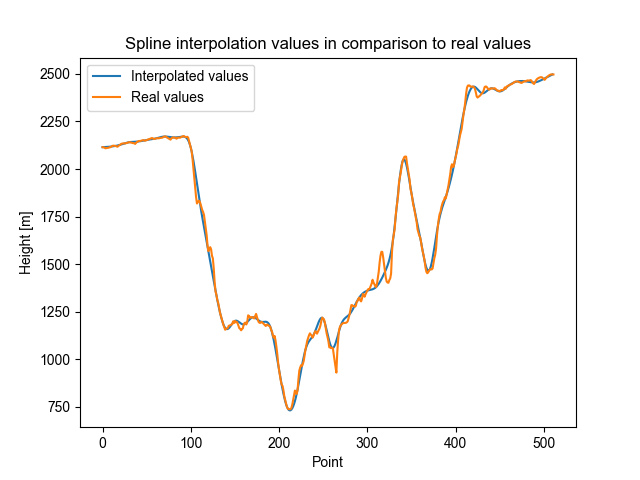 Spline interpolation values in comparison to real values
Interpolated values
Real values
2500
2250
2000
1750
1500
1250
1000
750
Height [m]
0 100 200 300 400 500
Point